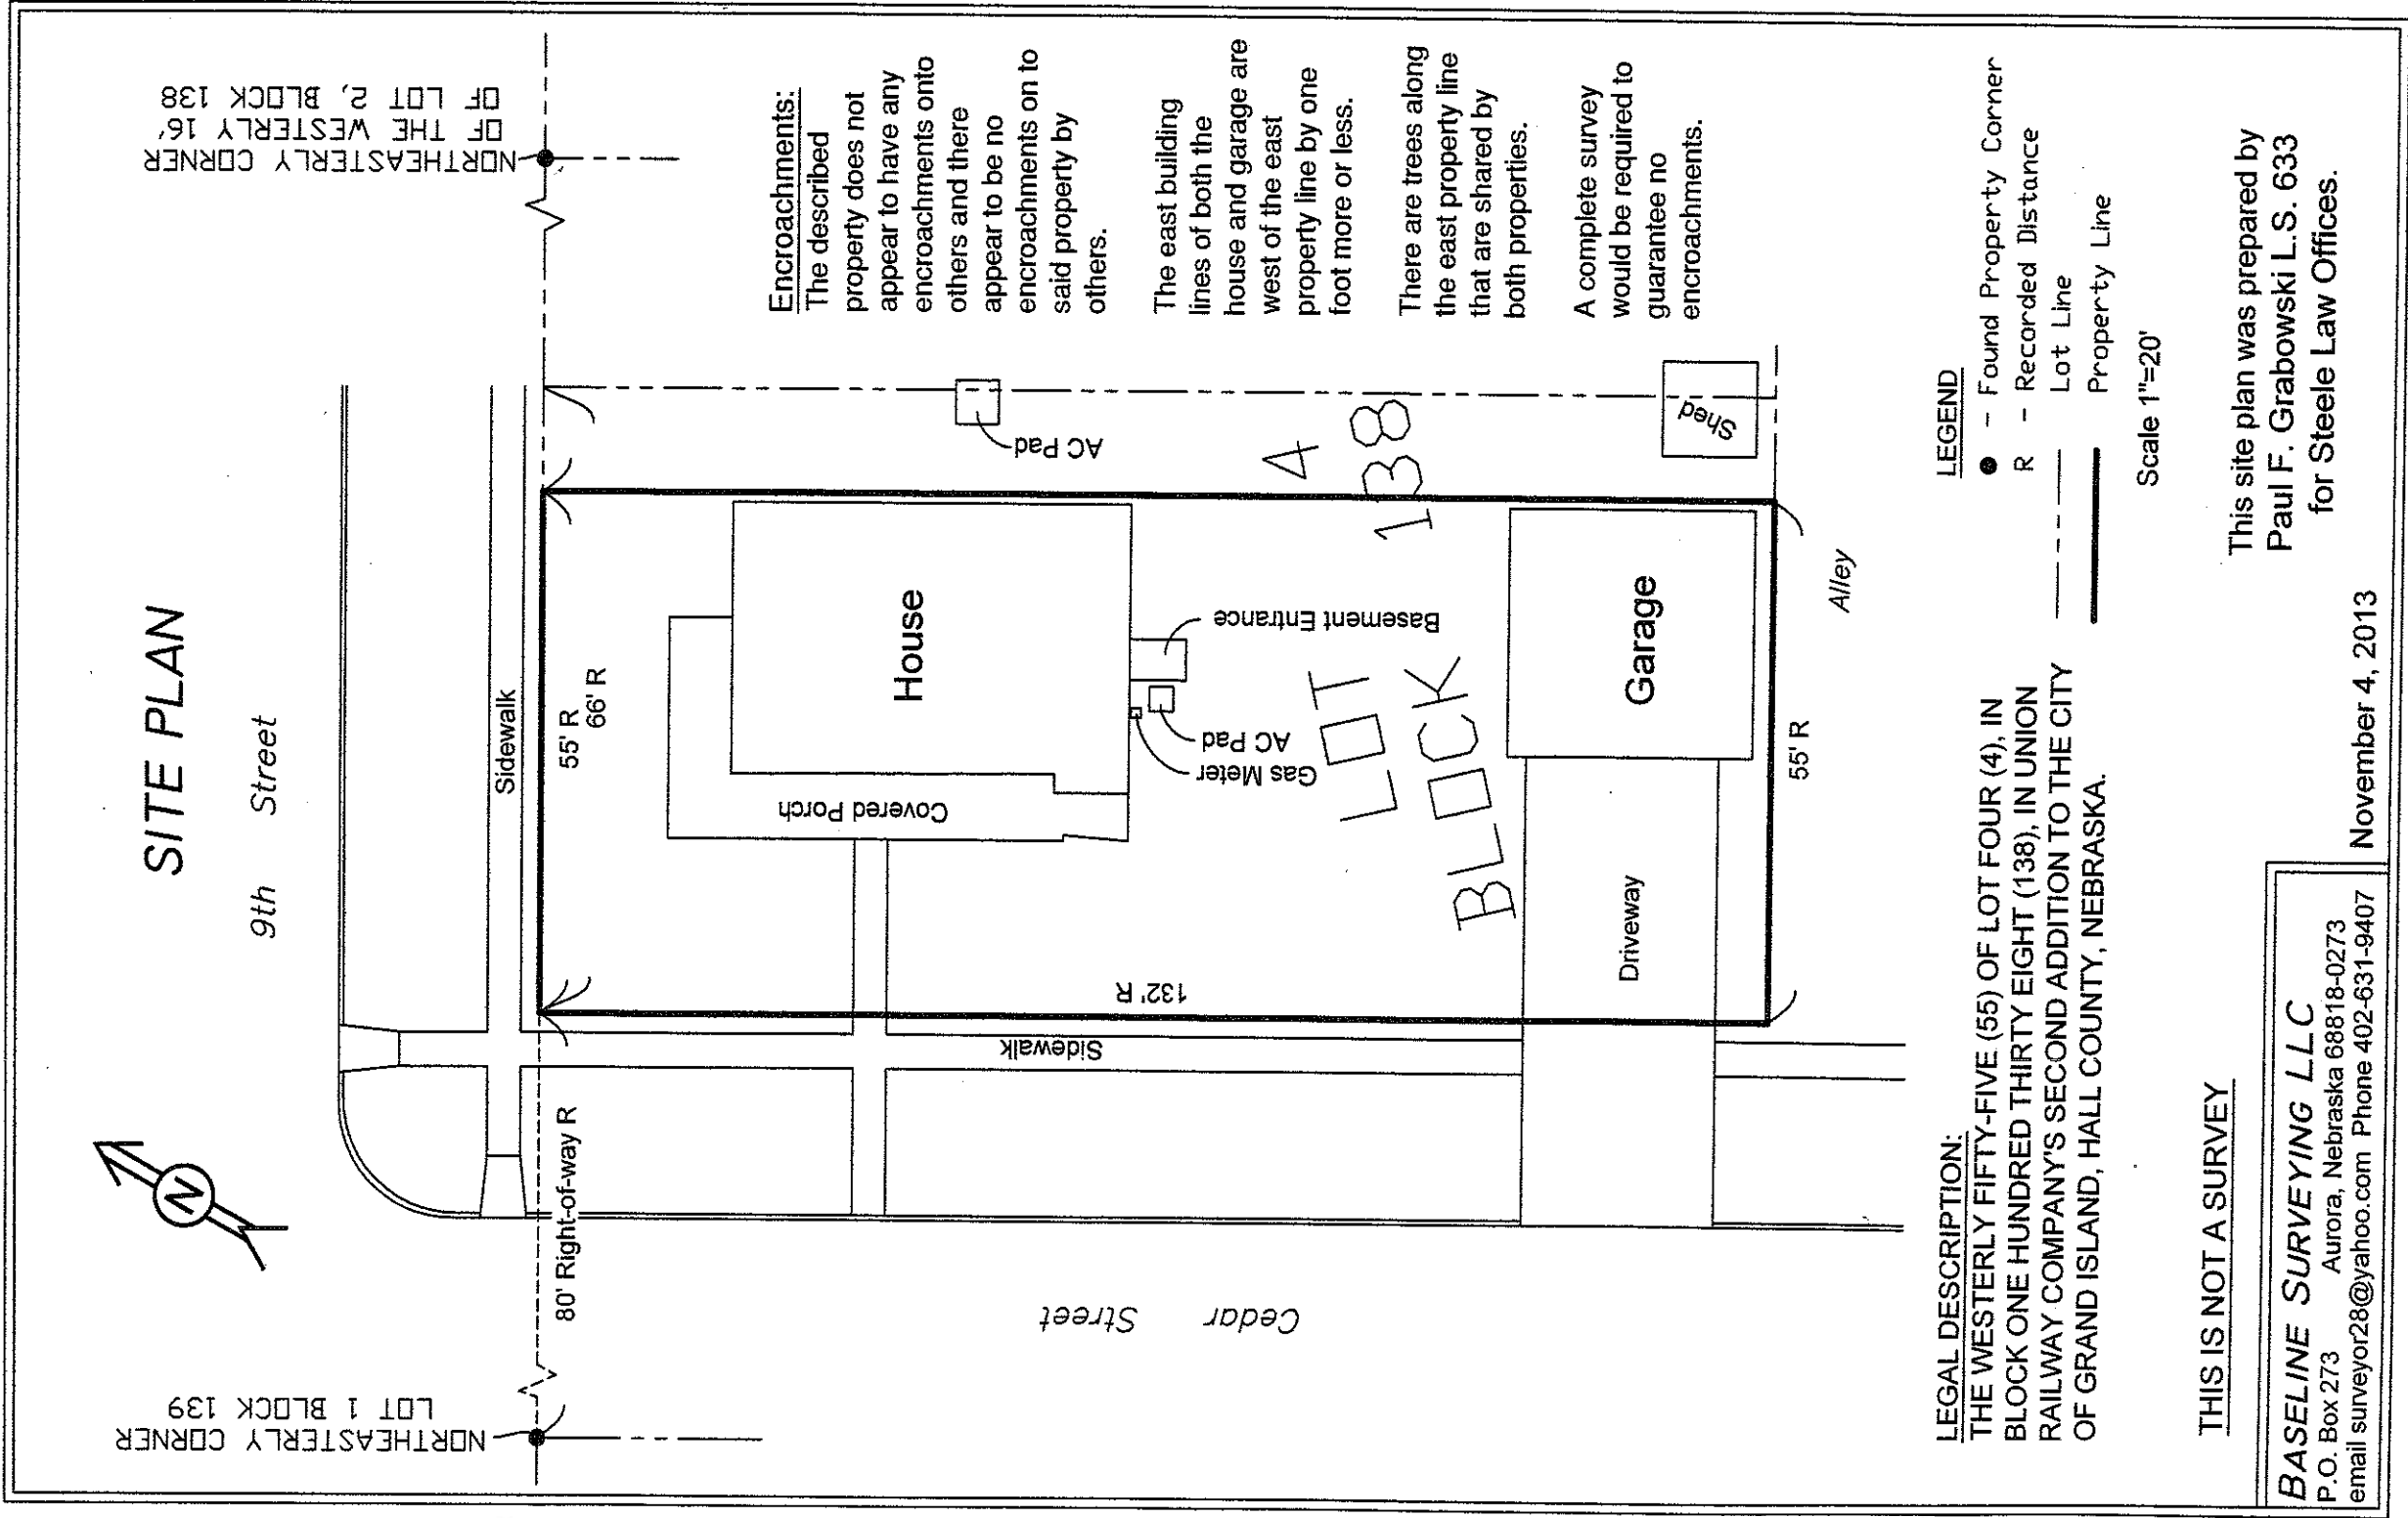 SITE PLAN
9th Street
NORTHEASTERLY CORNER
LOT 1 BLOCK 139
NORTHEASTERLY CORNER
OF THE WESTERLY 16'
OF LOT 2, BLOCK 138
N
80' Right-of-way R
Sidewalk
55' R
66' R
Cedar Street
Sidewalk
132' R
Covered Porch
House
Gas Meter
AC Pad
Basement Entrance
AC Pad
LOT 4
BLOCK 138
Driveway
Garage
Shed
55' R
Alley
Encroachments:
The described
property does not
appear to have any
encroachments onto
others and there
appear to be no
encroachments on to
said property by
others.
The east building
lines of both the
house and garage are
west of the east
property line by one
foot more or less.
There are trees along
the east property line
that are shared by
both properties.
A complete survey
would be required to
guarantee no
encroachments.
LEGAL DESCRIPTION:
THE WESTERLY FIFTY-FIVE (55) OF LOT FOUR (4), IN
BLOCK ONE HUNDRED THIRTY EIGHT (138), IN UNION
RAILWAY COMPANY'S SECOND ADDITION TO THE CITY
OF GRAND ISLAND, HALL COUNTY, NEBRASKA.
LEGEND
● - Found Property Corner
R - Recorded Distance
Lot Line
Property Line
Scale 1"=20'
THIS IS NOT A SURVEY
This site plan was prepared by
Paul F. Grabowski L.S. 633
for Steele Law Offices.
BASELINE SURVEYING LLC
P.O. Box 273 Aurora, Nebraska 68818-0273
email surveyor28@yahoo.com Phone 402-631-9407
November 4, 2013